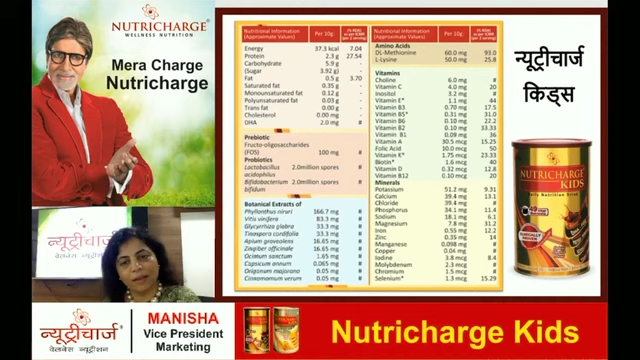 NUTRICHARGE
WELLNESS NUTRITION
Mera Charge
Nutricharge
Nutritional Information
(Approximate Values)
Per 10g.
Energy 37.3 kcal 7.04
Protein 2.3 g 27.54
Carbohydrate 5.9 g -
(Sugar 3.92 g)
Fat 0.5 g 3.70
Saturated fat 0.35 g
Monounsaturated fat 0.12 g
Polyunsaturated fat 0.03 g
Trans fat 0.00 g
Cholesterol 0.00 mg
DHA 2.0 mg #
Prebiotic
Fructo-oligosaccharides
(FOS) 100 mg #
Probiotics
Lactobacillus 2.0million spores #
acidophilus
Bifidobacterium 2.0million spores #
bifidum
Botanical Extracts of
Phyllanthus niruri 166.7 mg #
Vitis vinifera 83.3 mg #
Glycyrrhiza glabra 33.3 mg #
Tinospora cordifolia 33.3 mg #
Apium graveolens 16.65 mg #
Zingiber officinale 16.65 mg #
Ocimum sanctum 1.65 mg #
Capsicum annum 0.065 mg #
Origanum majorana 0.05 mg #
Cinnamomum verum 0.05 mg #
Nutritional Information
(Approximate Values)
Per 10g.
Amino Acids
DL-Methionine 60.0 mg 93.0
L-Lysine 50.0 mg 25.8
Vitamins
Choline 6.0 mg #
Vitamin C 4.0 mg 20
Inositol 3.2 mg #
Vitamin E* 1.1 mg 44
Vitamin B3 0.70 mg 17.5
Vitamin B5* 0.31 mg 31.0
Vitamin B6 0.10 mg 22.2
Vitamin B2 0.10 mg 33.33
Vitamin B1 0.09 mg 36
Vitamin A 30.5 mcg 15.25
Folic Acid 10.0 mcg 50
Vitamin K* 1.75 mcg 23.33
Biotin* 1.6 mcg 40
Vitamin D 0.32 mcg 12.8
Vitamin B12 0.10 mcg 20
Minerals
Potassium 51.2 mg 9.31
Calcium 39.4 mg 13.1
Chloride 39.4 mg #
Phosphorus 34.1 mg 11.4
Sodium 18.1 mg 6.1
Magnesium 7.8 mg 31.2
Iron 0.55 mg 12.2
Zinc 0.35 mg 14
Manganese 0.098 mg #
Copper 0.04 mg #
Iodine 3.8 mcg 8.4
Molybdenum 2.3 mcg #
Chromium 1.5 mcg #
Selenium* 1.3 mcg 15.29
न्यूट्रीचार्ज
किड्स
NUTRICHARGE
KIDS
न्यूट्रीचार्ज
वेलनेस न्यूट्रीशन
न्यूट्रीचार्ज
वेलनेस न्यूट्रीशन
MANISHA
Vice President
Marketing
Nutricharge Kids